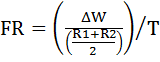 FR = (ΔW / ((R1+R2)/2)) / T